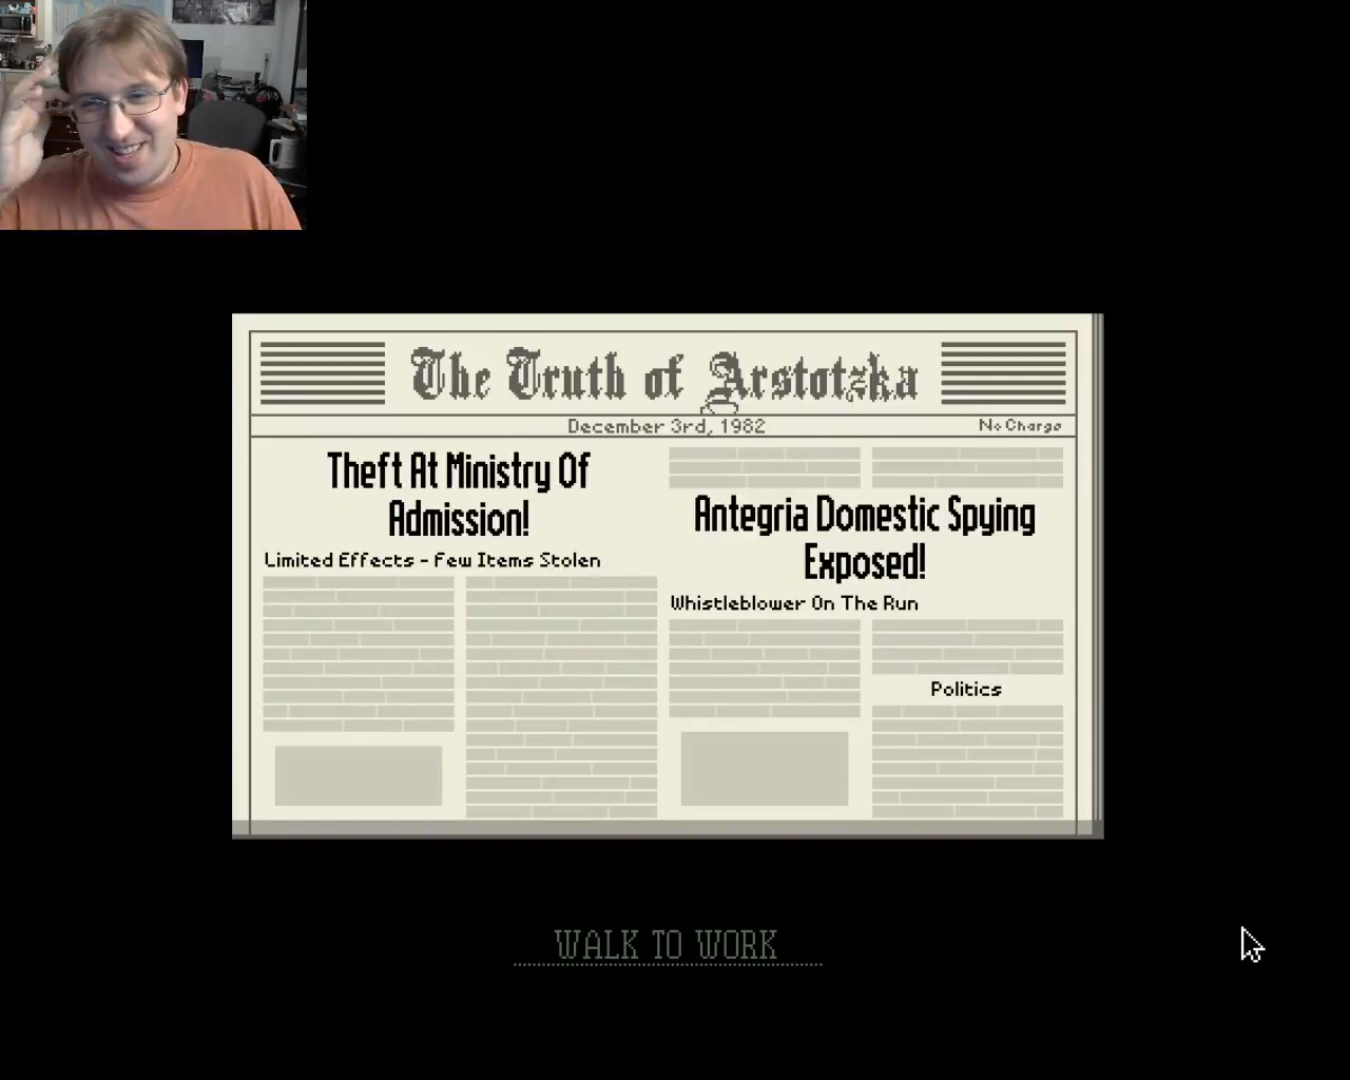 The Truth of Arstotzka
December 3rd, 1982
No Charge
Theft At Ministry Of
Admission!
Limited Effects - Few Items Stolen
Antegria Domestic Spying
Exposed!
Whistleblower On The Run
Politics
WALK TO WORK